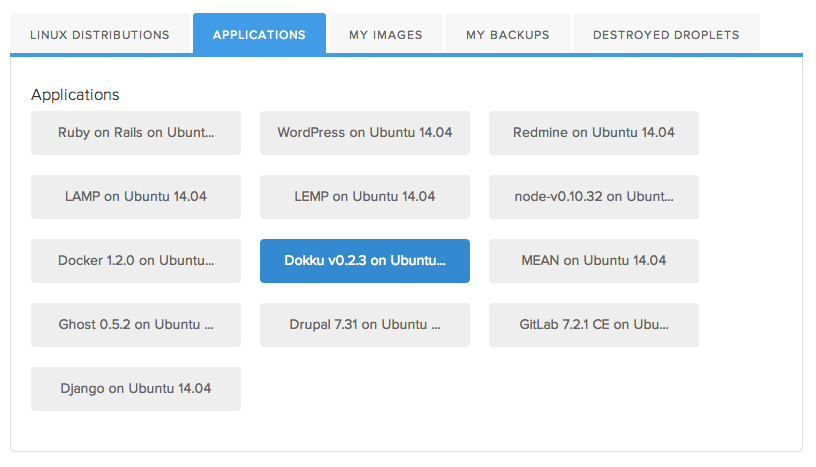 LINUX DISTRIBUTIONS APPLICATIONS MY IMAGES MY BACKUPS DESTROYED DROPLETS
Applications
Ruby on Rails on Ubunt... WordPress on Ubuntu 14.04 Redmine on Ubuntu 14.04
LAMP on Ubuntu 14.04 LEMP on Ubuntu 14.04 node-v0.10.32 on Ubunt...
Docker 1.2.0 on Ubuntu... Dokku v0.2.3 on Ubuntu... MEAN on Ubuntu 14.04
Ghost 0.5.2 on Ubuntu ... Drupal 7.31 on Ubuntu ... GitLab 7.2.1 CE on Ubu...
Django on Ubuntu 14.04